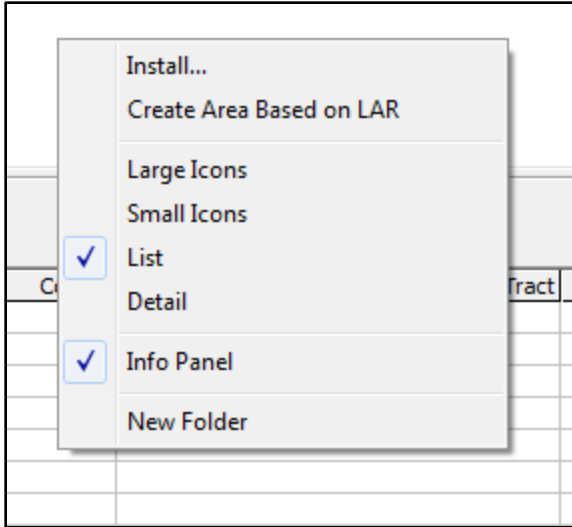 Install...
Create Area Based on LAR
Large Icons
Small Icons
List
Detail
Info Panel
New Folder
Tract